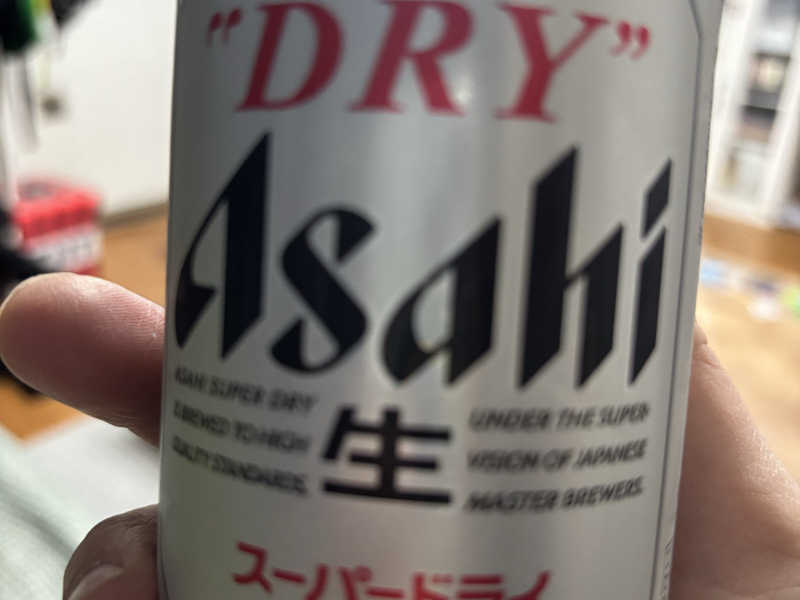 "DRY"
Asahi
ASAHI SUPER DRY
IS BREWED TO HIGH
QUALITY STANDARDS,
生
UNDER THE SUPER-
VISION OF JAPANESE
MASTER BREWERS.
スーパードライ